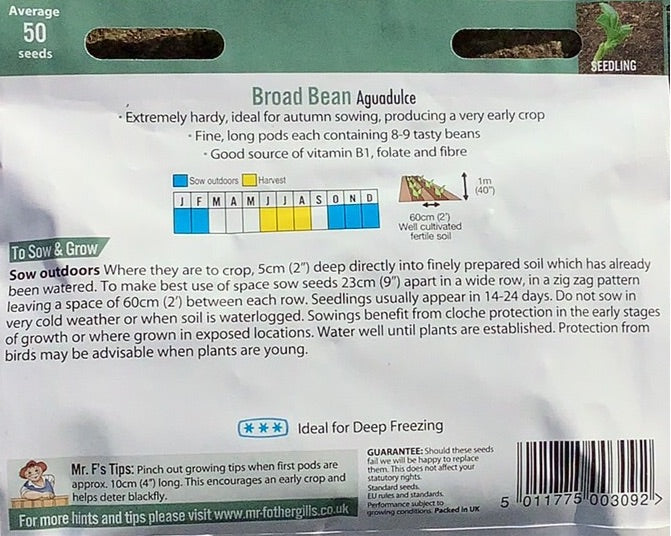 Average
50
seeds
SEEDLING
Broad Bean Aguadulce
· Extremely hardy, ideal for autumn sowing, producing a very early crop
· Fine, long pods each containing 8-9 tasty beans
· Good source of vitamin B1, folate and fibre
Sow outdoors Harvest
J F M A M J J A S O N D
1m
(40")
60cm (2')
Well cultivated
fertile soil
To Sow & Grow
Sow outdoors Where they are to crop, 5cm (2") deep directly into finely prepared soil which has already
been watered. To make best use of space sow seeds 23cm (9") apart in a wide row, in a zig zag pattern
leaving a space of 60cm (2') between each row. Seedlings usually appear in 14-24 days. Do not sow in
very cold weather or when soil is waterlogged. Sowings benefit from cloche protection in the early stages
of growth or where grown in exposed locations. Water well until plants are established. Protection from
birds may be advisable when plants are young.
*** Ideal for Deep Freezing
Mr. F's Tips: Pinch out growing tips when first pods are
approx. 10cm (4") long. This encourages an early crop and
helps deter blackfly.
For more hints and tips please visit www.mr-fothergills.co.uk
GUARANTEE: Should these seeds
fail we will be happy to replace
them. This does not affect your
statutory rights.
Standard seeds.
EU rules and standards.
Performance subject to
growing conditions. Packed in UK
5 011775 003092 >